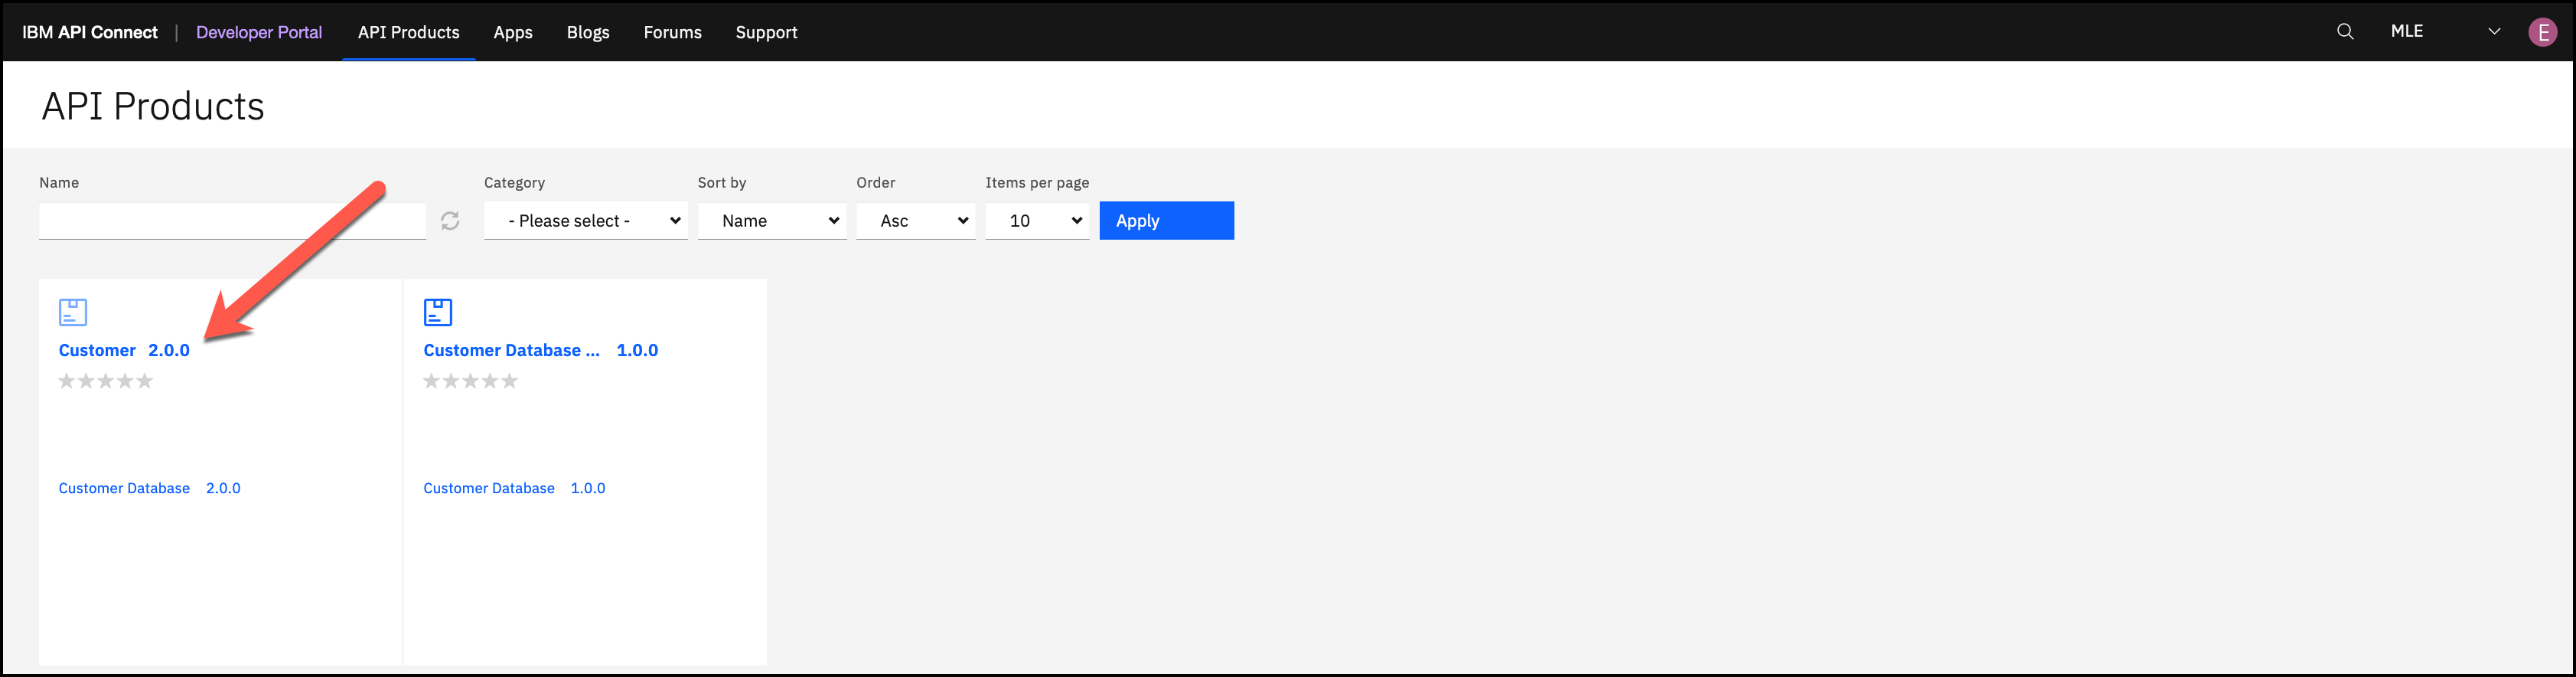 IBM API Connect | Developer Portal API Products Apps Blogs Forums Support MLE E
API Products
Name Category Sort by Order Items per page
- Please select - Name Asc 10 Apply
Customer 2.0.0
Customer Database 2.0.0
Customer Database ... 1.0.0
Customer Database 1.0.0